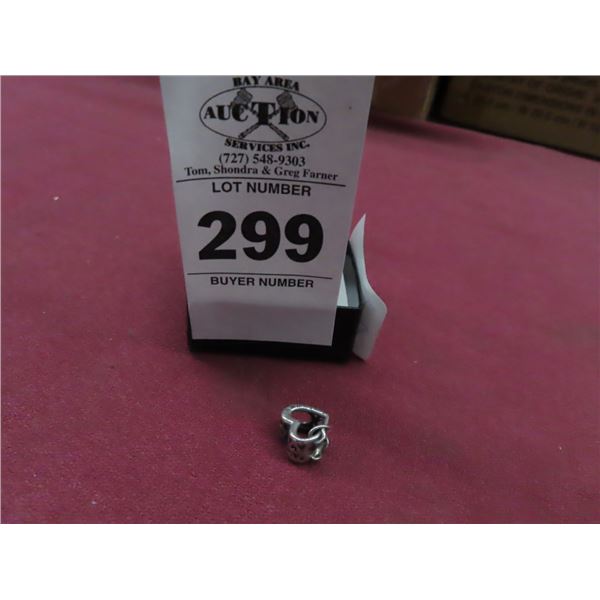 BAY AREA
AUCTION
SERVICES INC.
(727) 548-9303
Tom, Shondra & Greg Farner
LOT NUMBER
299
BUYER NUMBER